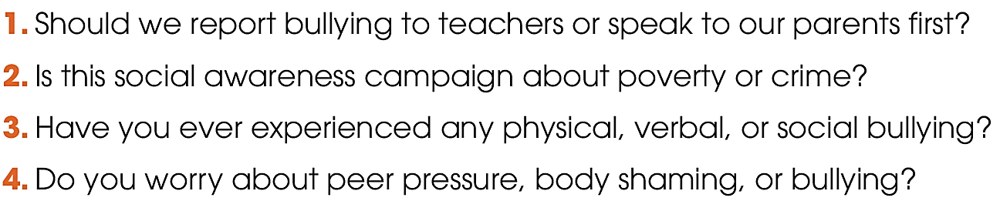 1. Should we report bullying to teachers or speak to our parents first?
2. Is this social awareness campaign about poverty or crime?
3. Have you ever experienced any physical, verbal, or social bullying?
4. Do you worry about peer pressure, body shaming, or bullying?